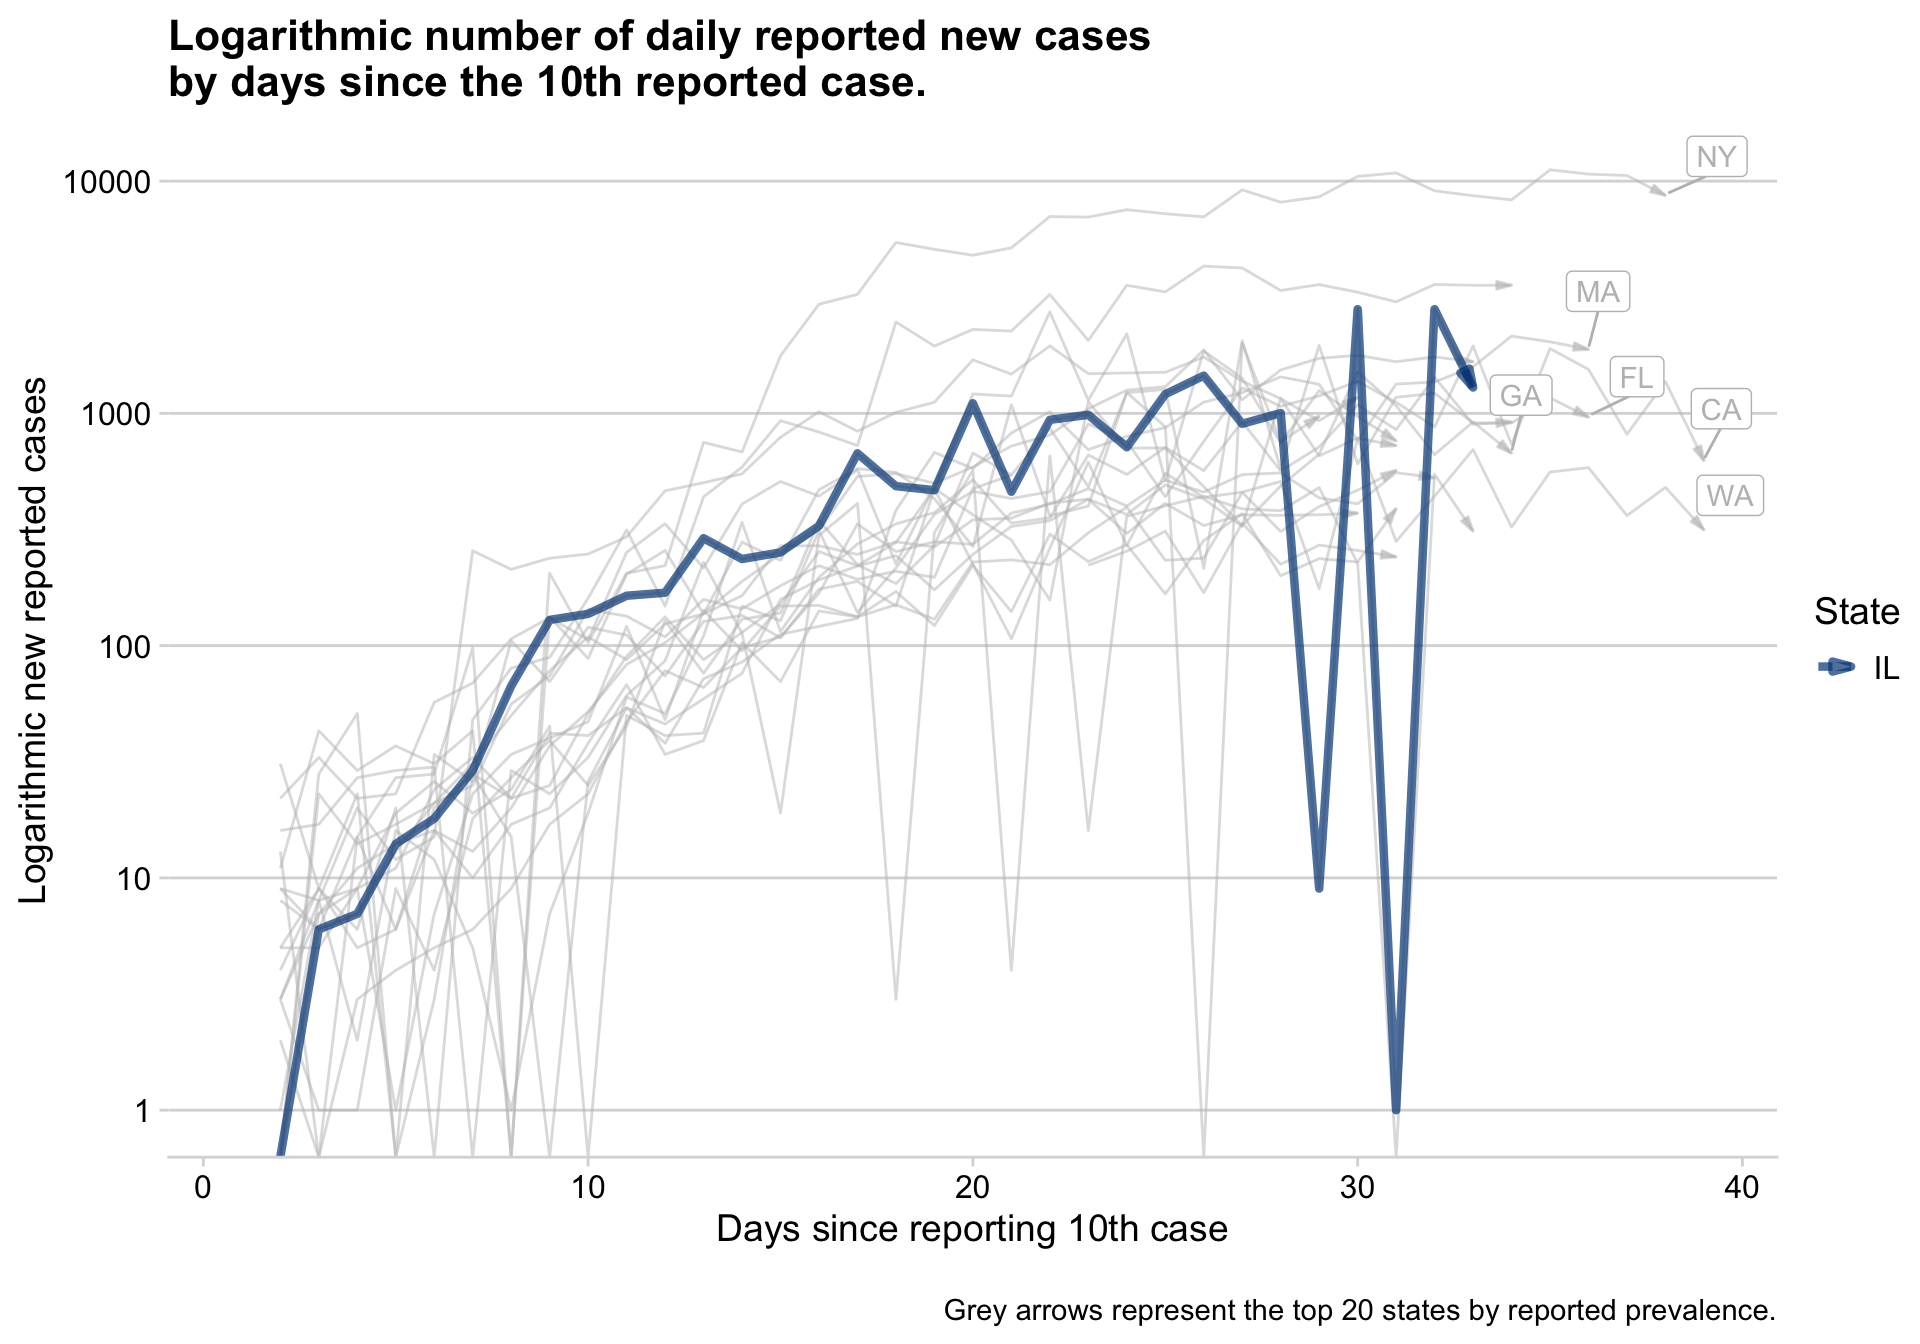 Logarithmic number of daily reported new cases
by days since the 10th reported case.
Logarithmic new reported cases
10000
1000
100
10
1
NY
MA
FL
GA
CA
WA
State
IL
0
10
20
30
40
Days since reporting 10th case
Grey arrows represent the top 20 states by reported prevalence.